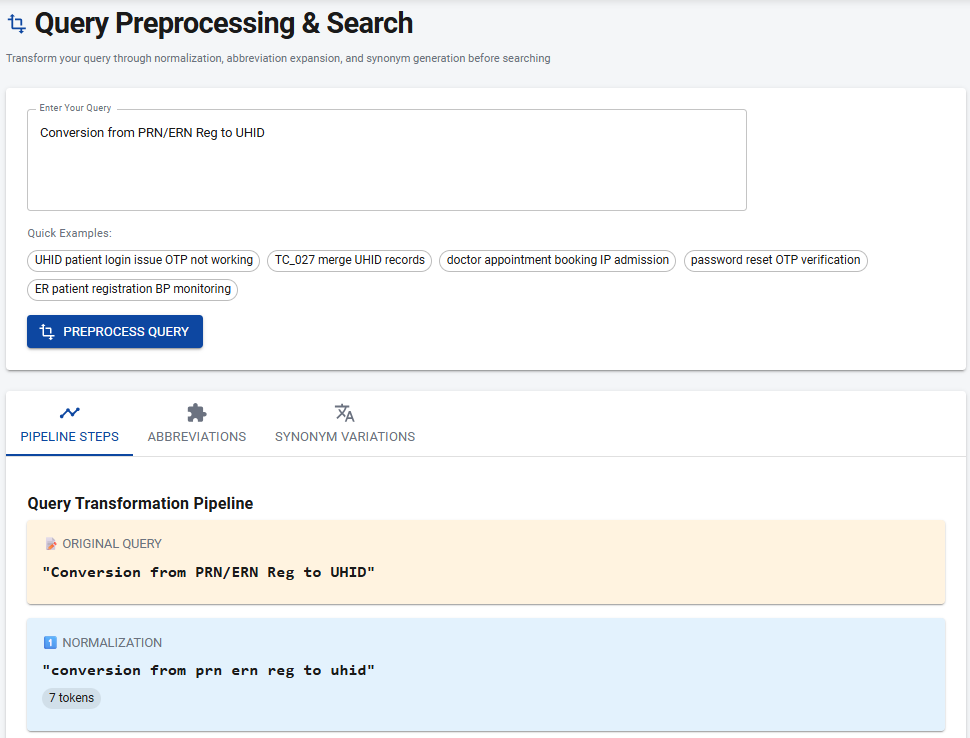 Query Preprocessing & Search
Transform your query through normalization, abbreviation expansion, and synonym generation before searching
Enter Your Query
Conversion from PRN/ERN Reg to UHID
Quick Examples:
UHID patient login issue OTP not working
TC_027 merge UHID records
doctor appointment booking IP admission
password reset OTP verification
ER patient registration BP monitoring
PREPROCESS QUERY
PIPELINE STEPS
ABBREVIATIONS
SYNONYM VARIATIONS
Query Transformation Pipeline
ORIGINAL QUERY
"Conversion from PRN/ERN Reg to UHID"
1 NORMALIZATION
"conversion from prn ern reg to uhid"
7 tokens